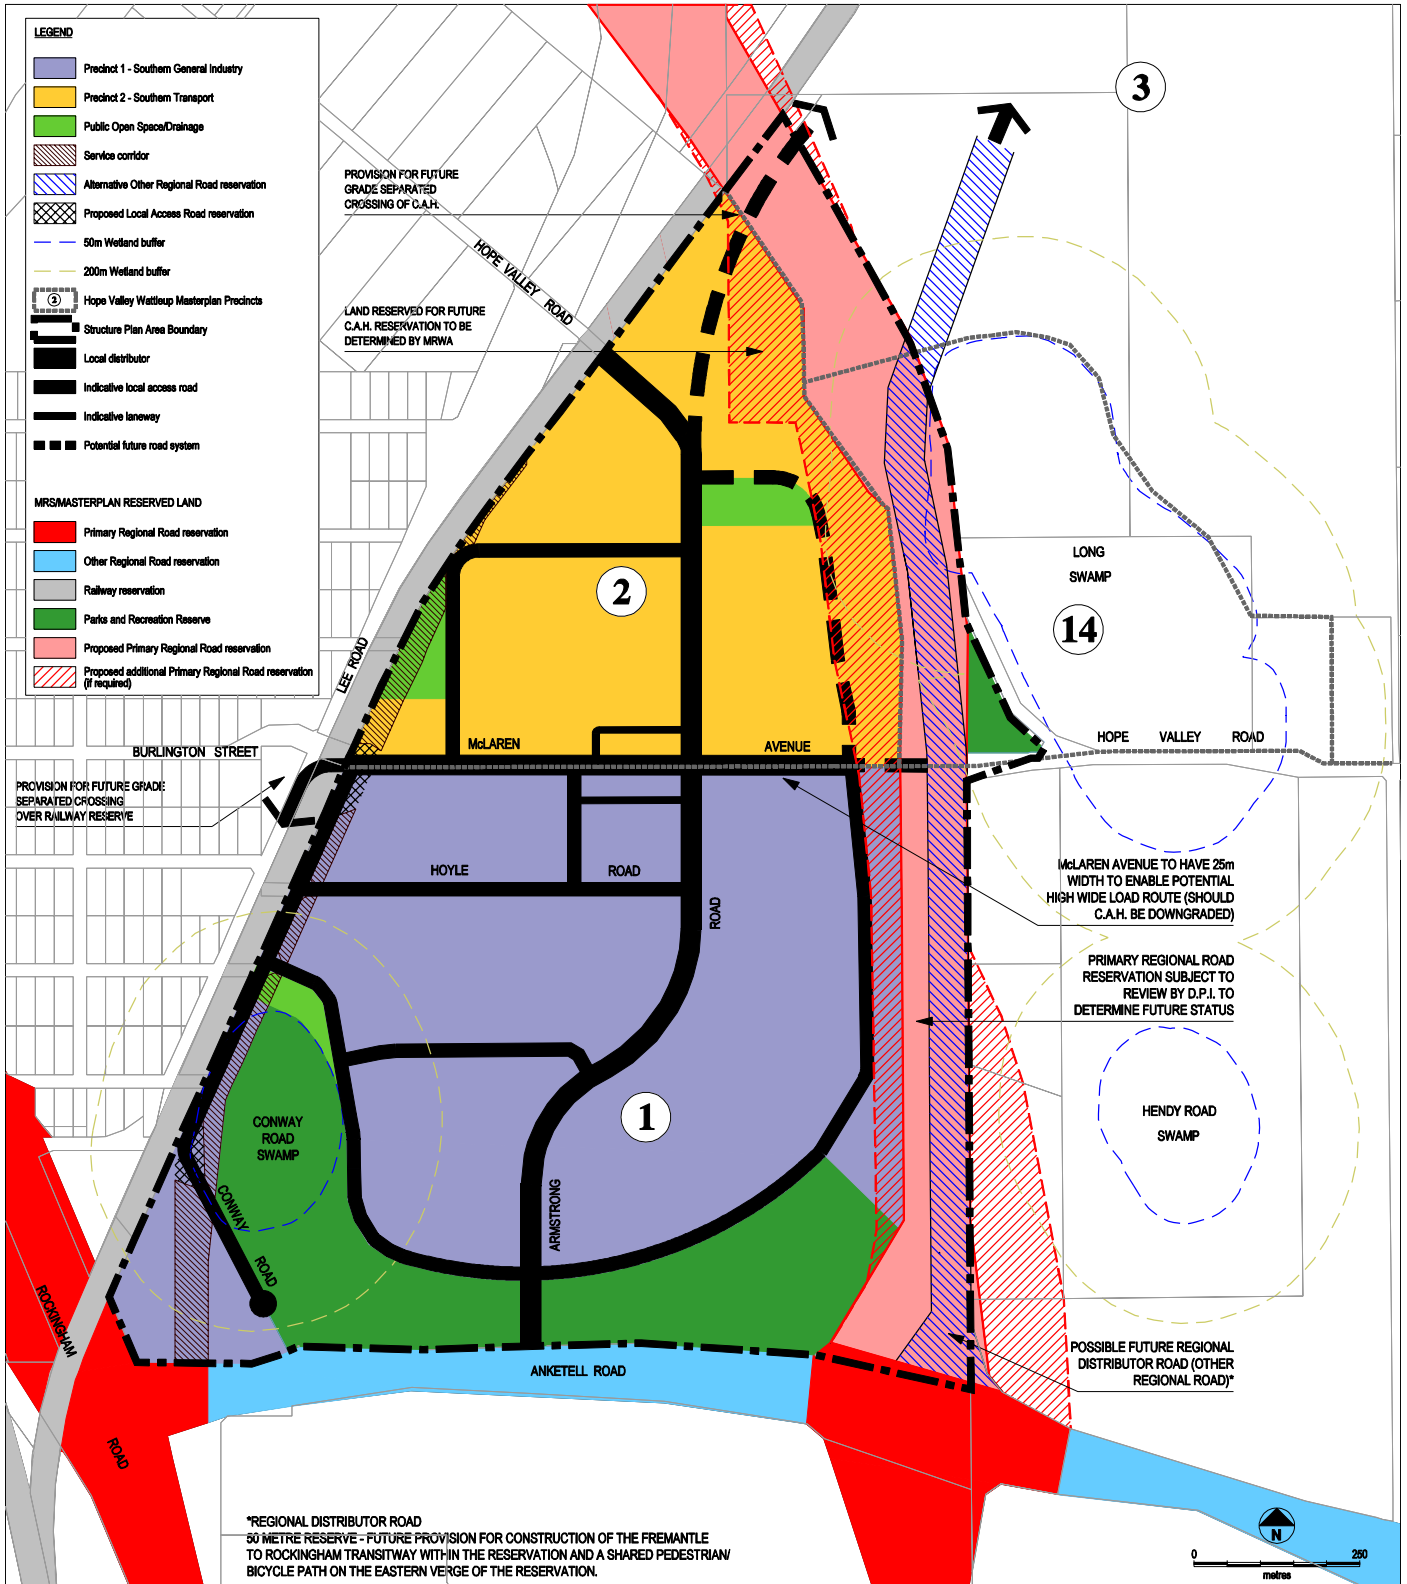 LEGEND
Precinct 1 - Southern General Industry
Precinct 2 - Southern Transport
Public Open Space/Drainage
Service corridor
Alternative Other Regional Road reservation
Proposed Local Access Road reservation
50m Wetland buffer
200m Wetland buffer
2
Hope Valley Wattleup Masterplan Precincts
Structure Plan Area Boundary
Local distributor
Indicative local access road
Indicative laneway
Potential future road system
MRS/MASTERPLAN RESERVED LAND
Primary Regional Road reservation
Other Regional Road reservation
Railway reservation
Parks and Recreation Reserve
Proposed Primary Regional Road reservation
Proposed additional Primary Regional Road reservation
(if required)
3
PROVISION FOR FUTURE
GRADE SEPARATED
CROSSING OF C.A.H.
HOPE VALLEY ROAD
LAND RESERVED FOR FUTURE
C.A.H. RESERVATION TO BE
DETERMINED BY MRWA
LONG
SWAMP
2
14
LEE ROAD
BURLINGTON STREET
McLAREN AVENUE
HOPE VALLEY ROAD
PROVISION FOR FUTURE GRADE
SEPARATED CROSSING
OVER RAILWAY RESERVE
HOYLE ROAD
McLAREN AVENUE TO HAVE 25m
WIDTH TO ENABLE POTENTIAL
HIGH WIDE LOAD ROUTE (SHOULD
C.A.H. BE DOWNGRADED)
PRIMARY REGIONAL ROAD
RESERVATION SUBJECT TO
REVIEW BY D.P.I. TO
DETERMINE FUTURE STATUS
CONWAY
ROAD
SWAMP
1
HENDY ROAD
SWAMP
CONWAY ROAD
ARMSTRONG ROAD
ROCKINGHAM ROAD
ANKETELL ROAD
POSSIBLE FUTURE REGIONAL
DISTRIBUTOR ROAD (OTHER
REGIONAL ROAD)*
*REGIONAL DISTRIBUTOR ROAD
50 METRE RESERVE - FUTURE PROVISION FOR CONSTRUCTION OF THE FREMANTLE
TO ROCKINGHAM TRANSITWAY WITHIN THE RESERVATION AND A SHARED PEDESTRIAN/
BICYCLE PATH ON THE EASTERN VERGE OF THE RESERVATION.
N
0 250
metres